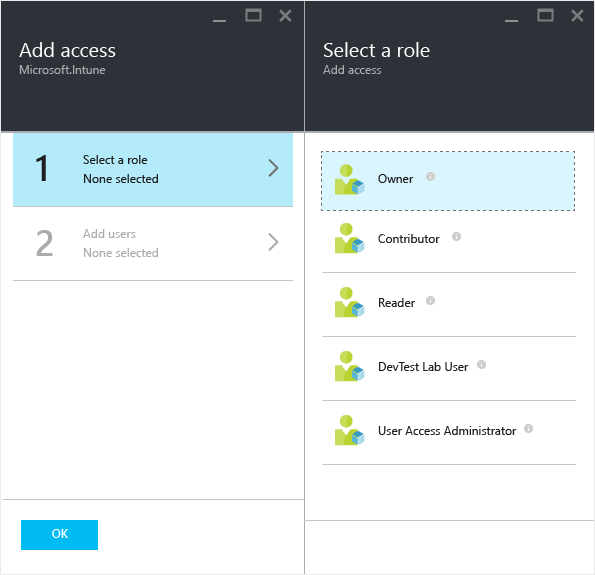 Add access
Microsoft.Intune
1
Select a role
None selected
2
Add users
None selected
OK
Select a role
Add access
Owner
Contributor
Reader
DevTest Lab User
User Access Administrator